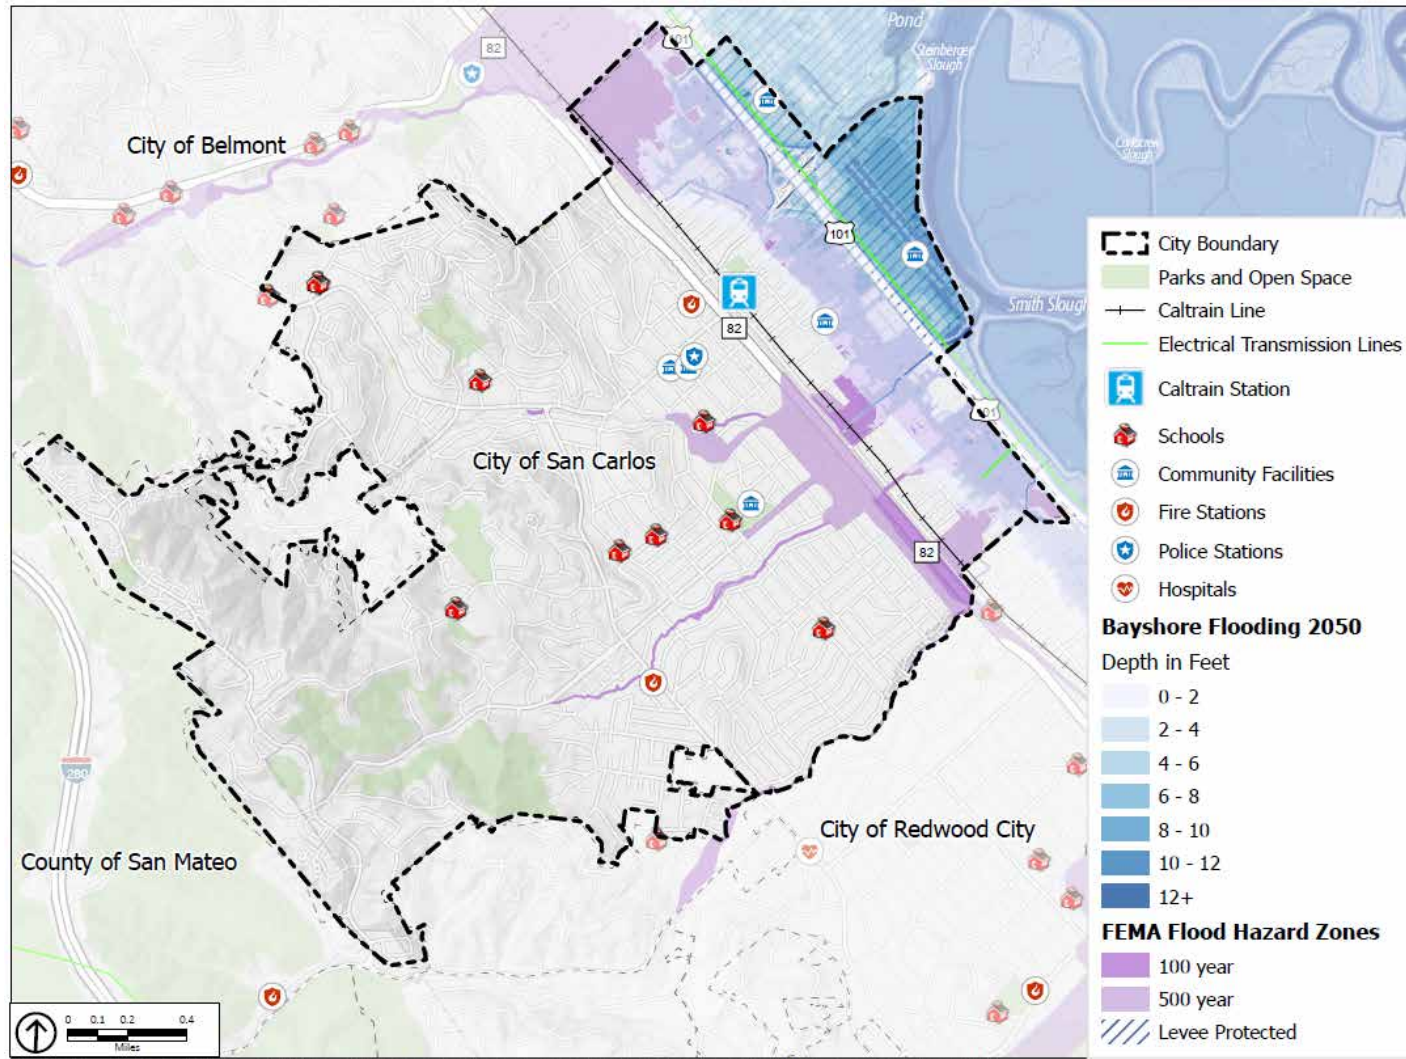 Pond
101
82
Steinberger
Slough
City of Belmont
Corkscrew
Slough
101
Smith Slough
82
101
City of San Carlos
82
280
City of Redwood City
County of San Mateo
City Boundary
Parks and Open Space
Caltrain Line
Electrical Transmission Lines
Caltrain Station
Schools
Community Facilities
Fire Stations
Police Stations
Hospitals
Bayshore Flooding 2050
Depth in Feet
0 - 2
2 - 4
4 - 6
6 - 8
8 - 10
10 - 12
12+
FEMA Flood Hazard Zones
100 year
500 year
Levee Protected
0 0.1 0.2 0.4
Miles